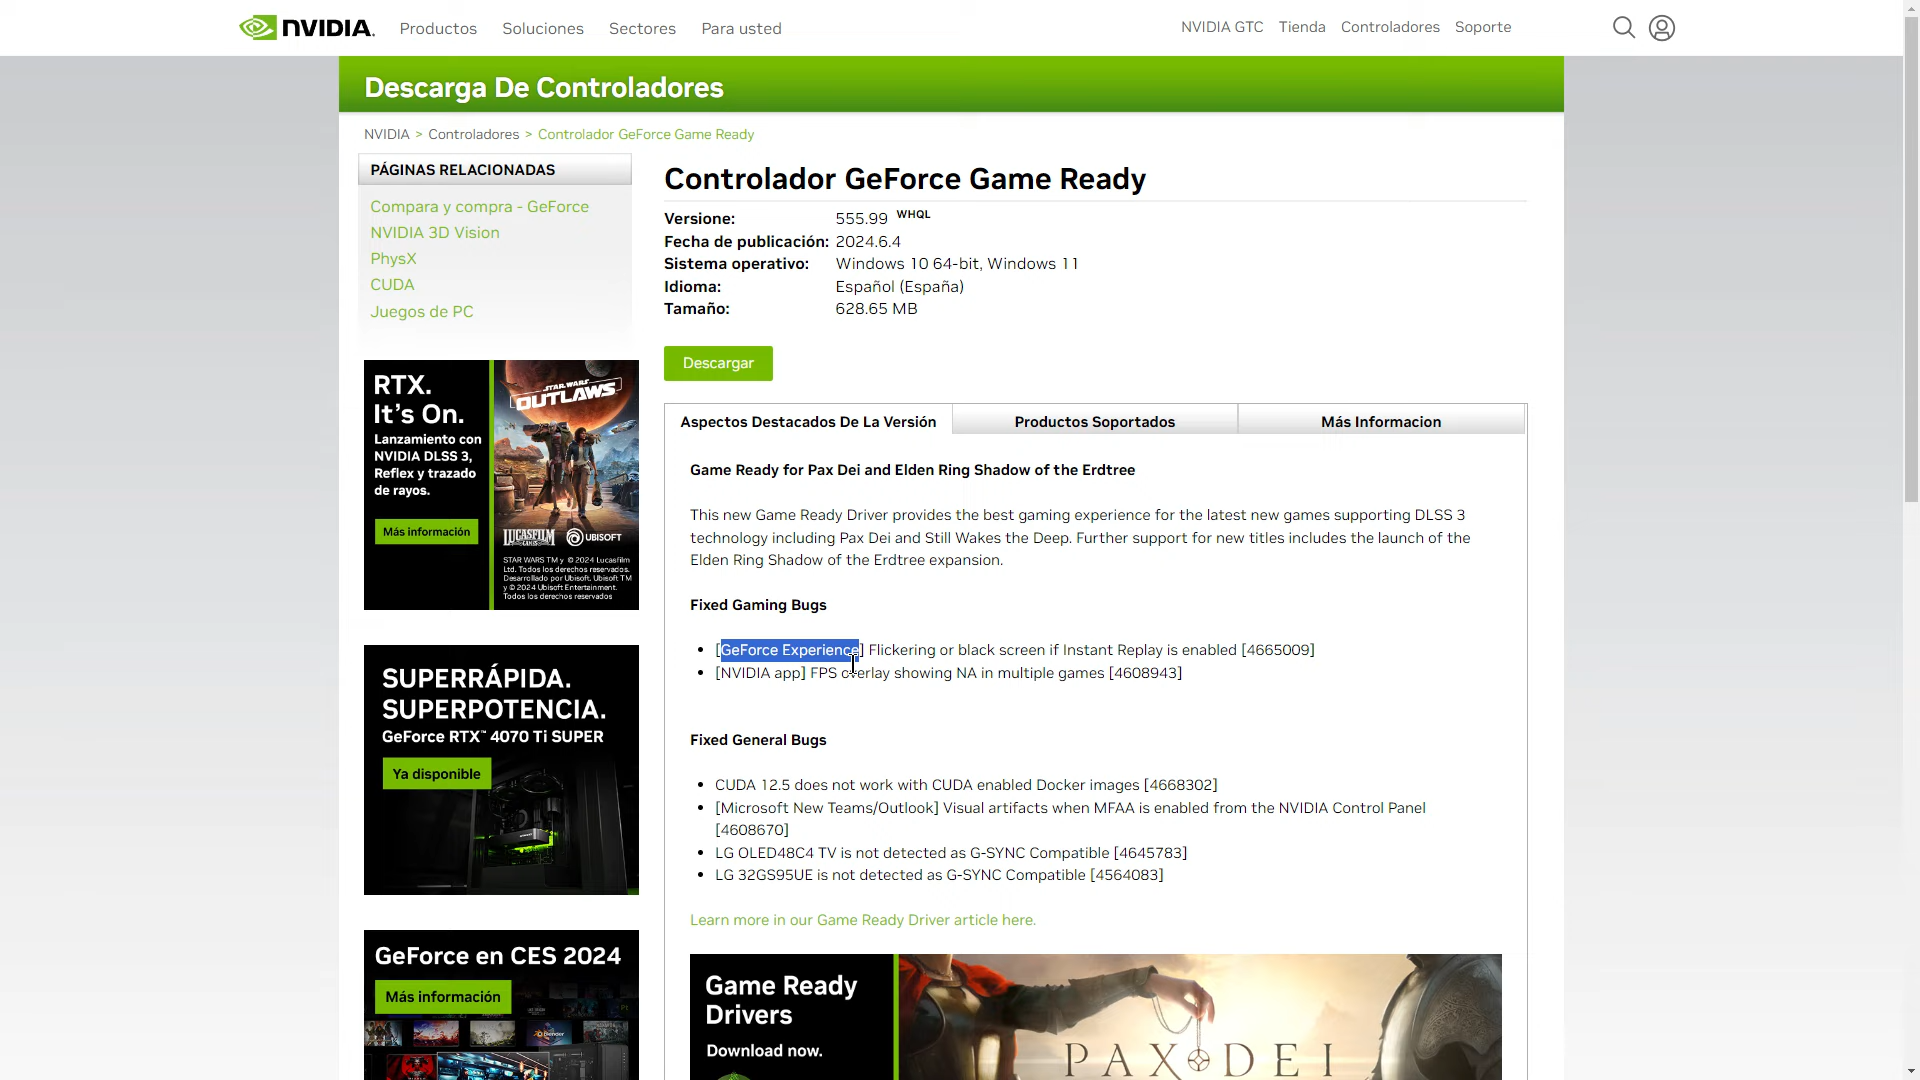 NVIDIA.
Productos
Soluciones
Sectores
Para usted
NVIDIA GTC
Tienda
Controladores
Soporte
Descarga De Controladores
NVIDIA > Controladores > Controlador GeForce Game Ready
PÁGINAS RELACIONADAS
Compara y compra - GeForce
NVIDIA 3D Vision
PhysX
CUDA
Juegos de PC
RTX.
It's On.
Lanzamiento con
NVIDIA DLSS 3,
Reflex y trazado
de rayos.
Más información
STAR WARS
OUTLAWS
LUCASFILM
GAMES
UBISOFT
STAR WARS TM y © 2024 Lucasfilm
Ltd. Todos los derechos reservados.
Desarrollado por Ubisoft. Ubisoft TM
y © 2024 Ubisoft Entertainment.
Todos los derechos reservados
SUPERRÁPIDA.
SUPERPOTENCIA.
GeForce RTX™ 4070 Ti SUPER
Ya disponible
GeForce en CES 2024
Más información
blender
Controlador GeForce Game Ready
Versione: 555.99 WHQL
Fecha de publicación: 2024.6.4
Sistema operativo: Windows 10 64-bit, Windows 11
Idioma: Español (España)
Tamaño: 628.65 MB
Descargar
Aspectos Destacados De La Versión
Productos Soportados
Más Informacion
Game Ready for Pax Dei and Elden Ring Shadow of the Erdtree
This new Game Ready Driver provides the best gaming experience for the latest new games supporting DLSS 3
technology including Pax Dei and Still Wakes the Deep. Further support for new titles includes the launch of the
Elden Ring Shadow of the Erdtree expansion.
Fixed Gaming Bugs
• [GeForce Experience] Flickering or black screen if Instant Replay is enabled [4665009]
• [NVIDIA app] FPS overlay showing NA in multiple games [4608943]
Fixed General Bugs
• CUDA 12.5 does not work with CUDA enabled Docker images [4668302]
• [Microsoft New Teams/Outlook] Visual artifacts when MFAA is enabled from the NVIDIA Control Panel
[4608670]
• LG OLED48C4 TV is not detected as G-SYNC Compatible [4645783]
• LG 32GS95UE is not detected as G-SYNC Compatible [4564083]
Learn more in our Game Ready Driver article here.
Game Ready
Drivers
Download now.
PAX DEI